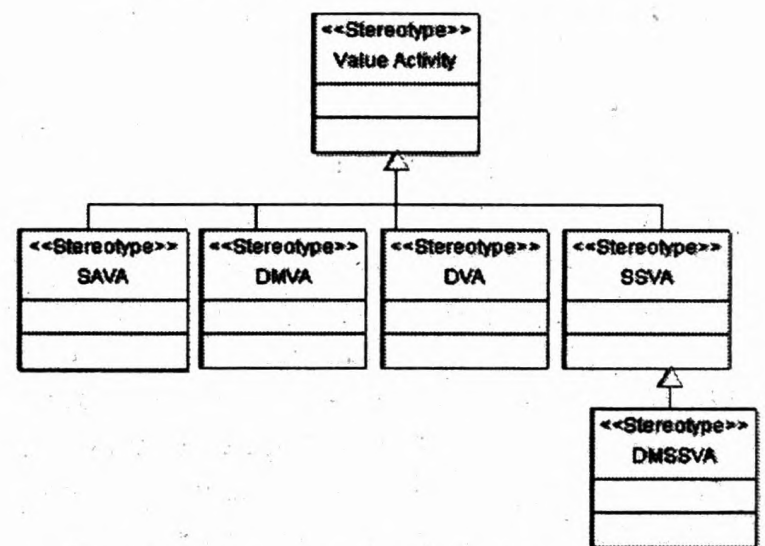 <<Stereotype>>
Value Activity
<<Stereotype>>
SAVA
<<Stereotype>>
DMVA
<<Stereotype>>
DVA
<<Stereotype>>
SSVA
<<Stereotype>>
DMSSVA